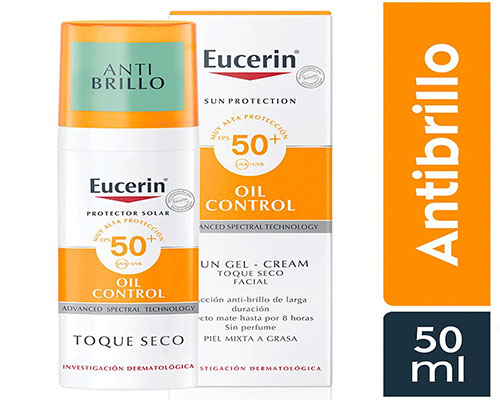 ANTI
BRILLO
Eucerin®
PROTECTOR SOLAR
MUY ALTA PROTECCIÓN
FPS 50+
UVA+UVB
OIL
CONTROL
ADVANCED SPECTRAL TECHNOLOGY
TOQUE SECO
INVESTIGACIÓN DERMATOLÓGICA
Eucerin®
SUN PROTECTION
MUY ALTA PROTECCIÓN
FPS 50+
UVA+UVB
OIL
CONTROL
ANCED SPECTRAL TECHNOLOGY
UN GEL - CREAM
TOQUE SECO
FACIAL
cción anti-brillo de larga
duración
ecto mate hasta por 8 horas
Sin perfume
PIEL MIXTA A GRASA
STIGACIÓN DERMATOLÓGICA
Antibrillo
50
ml